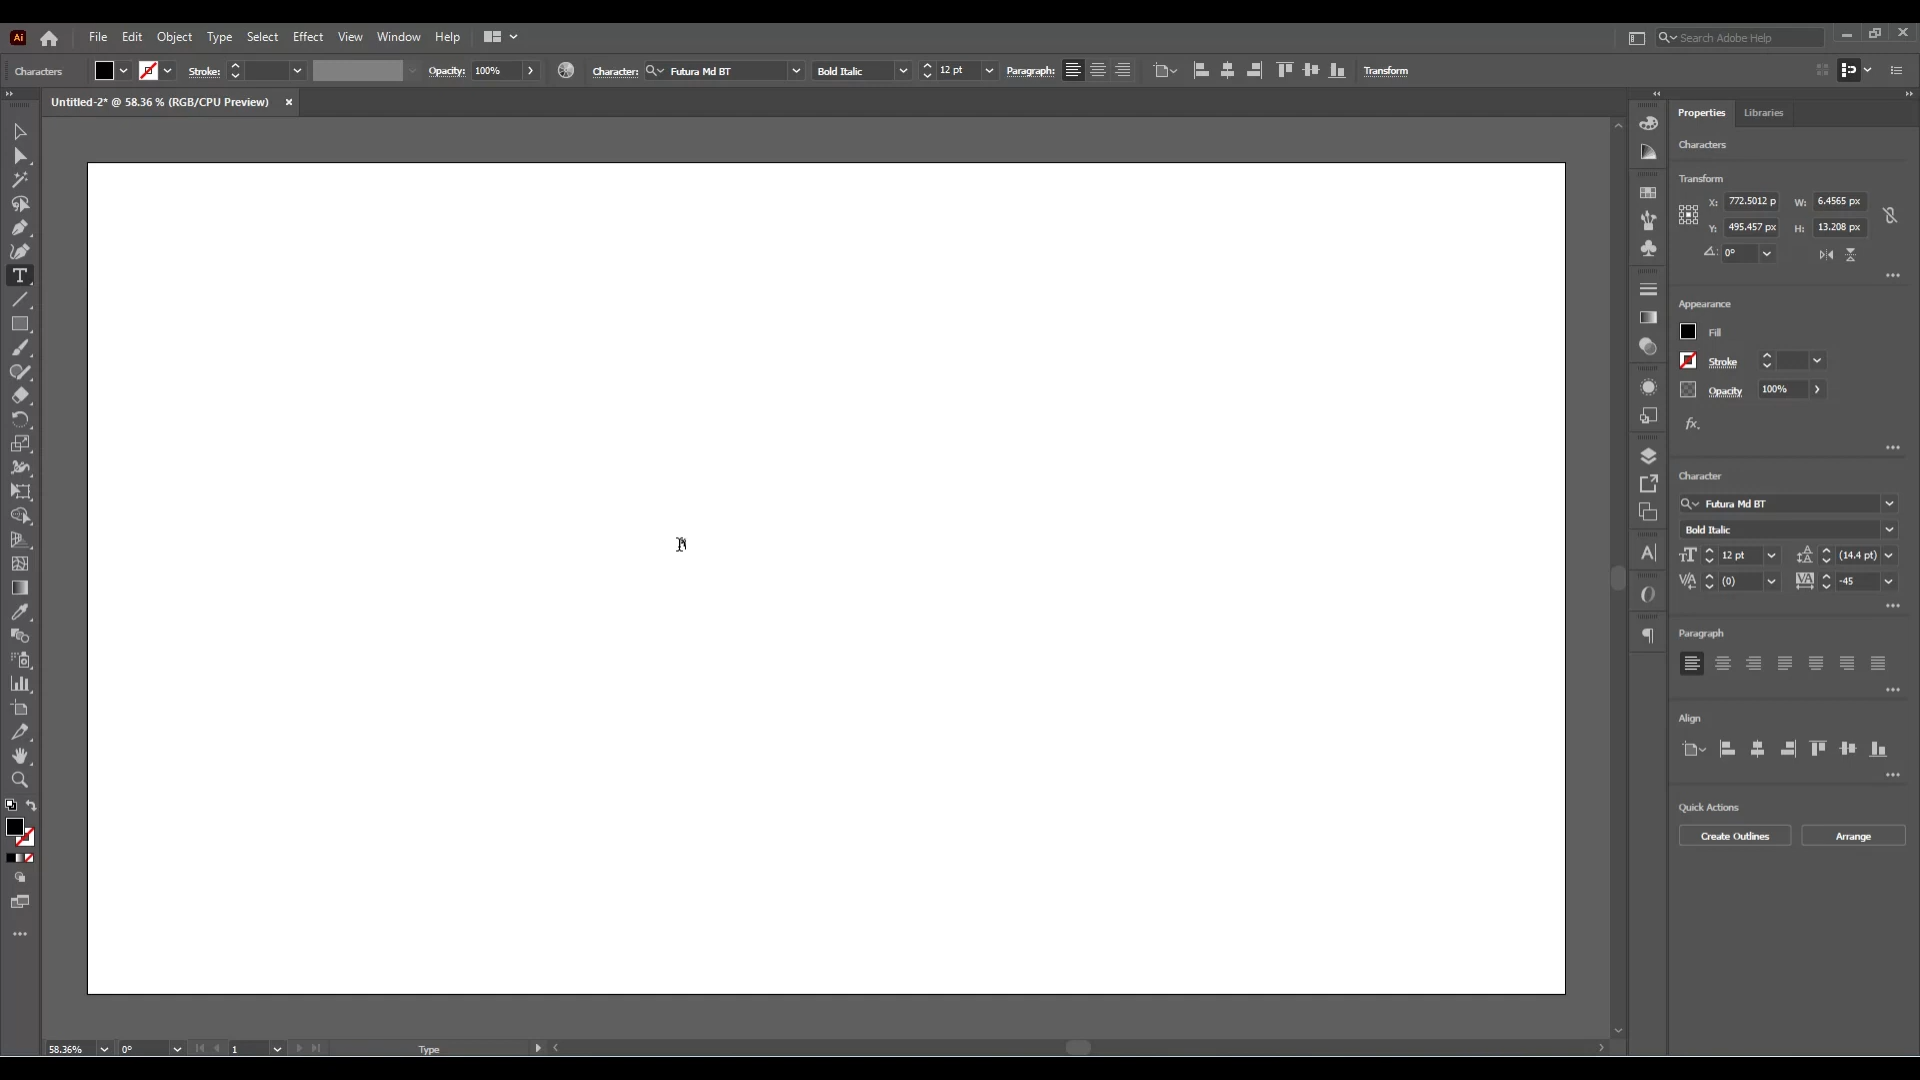 Ai File Edit Object Type Select Effect View Window Help Search Adobe Help
Characters Stroke: Opacity: 100% Character: Futura Md BT Bold Italic 12 pt Paragraph: Transform
Untitled-2* @ 58.36 % (RGB/CPU Preview)
Properties Libraries
Characters
Transform
X: 772.5012 p W: 6.4565 px
Y: 495.457 px H: 13.208 px
0°
Appearance
Fill
Stroke
Opacity 100%
fx.
Character
Futura Md BT
Bold Italic
12 pt (14.4 pt)
(0) -45
Paragraph
Align
Quick Actions
Create Outlines Arrange
58.36% 0° 1 Type